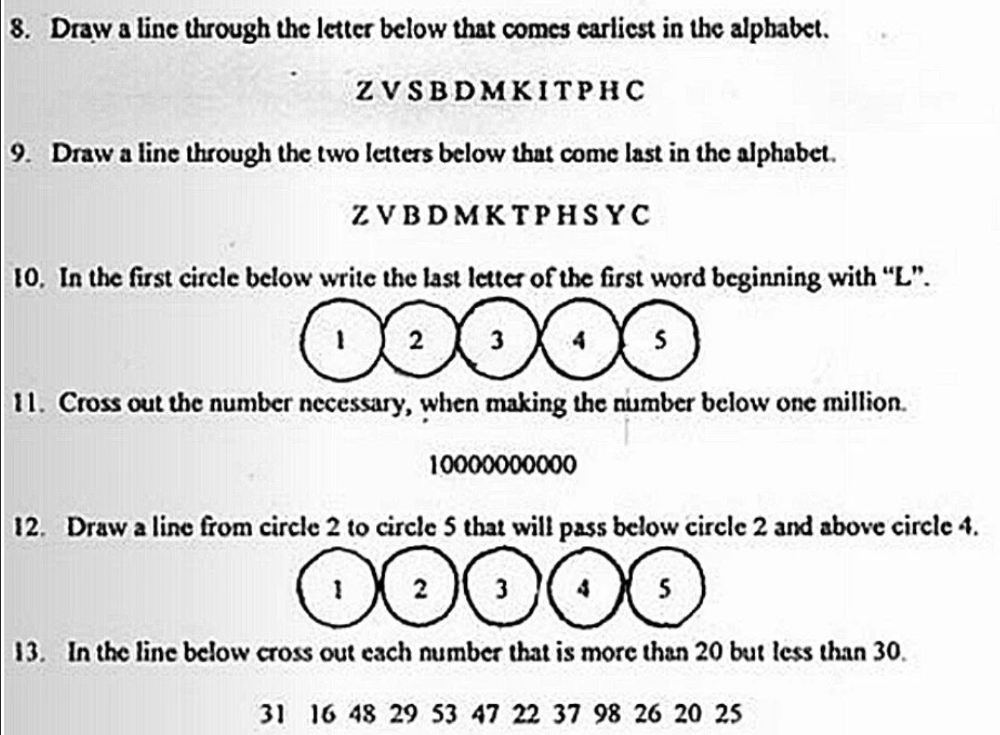 8. Draw a line through the letter below that comes earliest in the alphabet.
Z V S B D M K I T P H C
9. Draw a line through the two letters below that come last in the alphabet.
Z V B D M K T P H S Y C
10. In the first circle below write the last letter of the first word beginning with “L”.
1 2 3 4 5
11. Cross out the number necessary, when making the number below one million.
10000000000
12. Draw a line from circle 2 to circle 5 that will pass below circle 2 and above circle 4.
1 2 3 4 5
13. In the line below cross out each number that is more than 20 but less than 30.
31 16 48 29 53 47 22 37 98 26 20 25